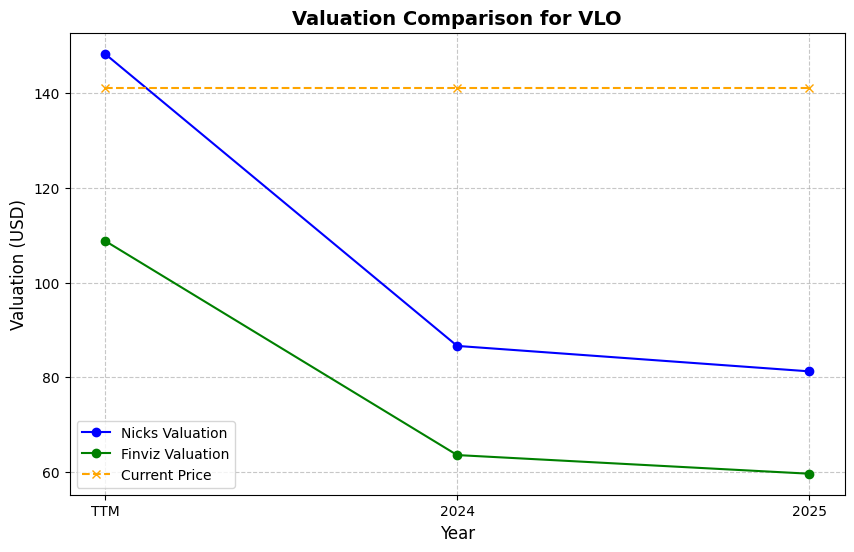 Valuation Comparison for VLO
Valuation (USD)
140
120
100
80
60
Nicks Valuation
Finviz Valuation
Current Price
TTM
2024
2025
Year